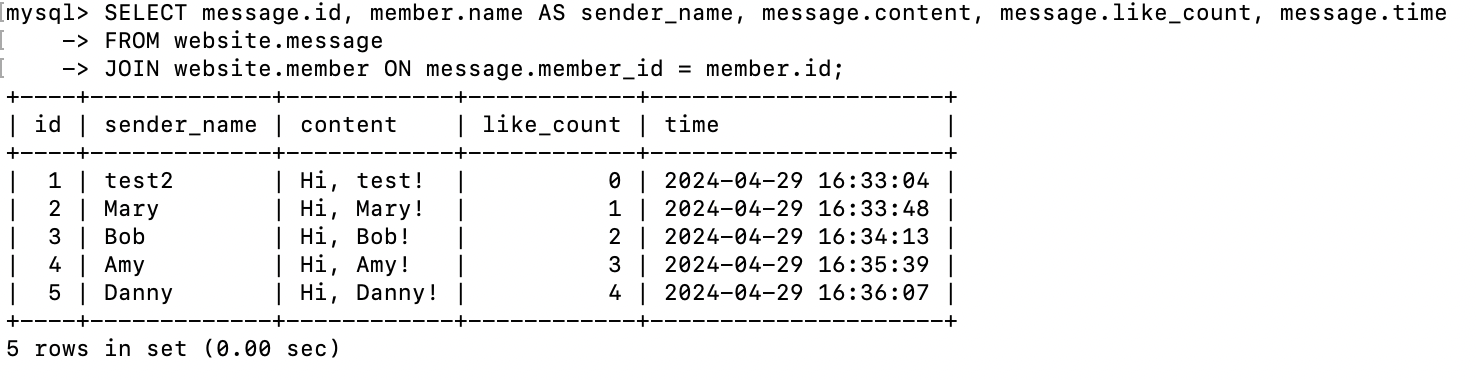 mysql> SELECT message.id, member.name AS sender_name, message.content, message.like_count, message.time
    -> FROM website.message
    -> JOIN website.member ON message.member_id = member.id;
+----+-------------+------------+------------+---------------------+
| id | sender_name | content    | like_count | time                |
+----+-------------+------------+------------+---------------------+
|  1 | test2       | Hi, test!  |          0 | 2024-04-29 16:33:04 |
|  2 | Mary        | Hi, Mary!  |          1 | 2024-04-29 16:33:48 |
|  3 | Bob         | Hi, Bob!   |          2 | 2024-04-29 16:34:13 |
|  4 | Amy         | Hi, Amy!   |          3 | 2024-04-29 16:35:39 |
|  5 | Danny       | Hi, Danny! |          4 | 2024-04-29 16:36:07 |
+----+-------------+------------+------------+---------------------+
5 rows in set (0.00 sec)